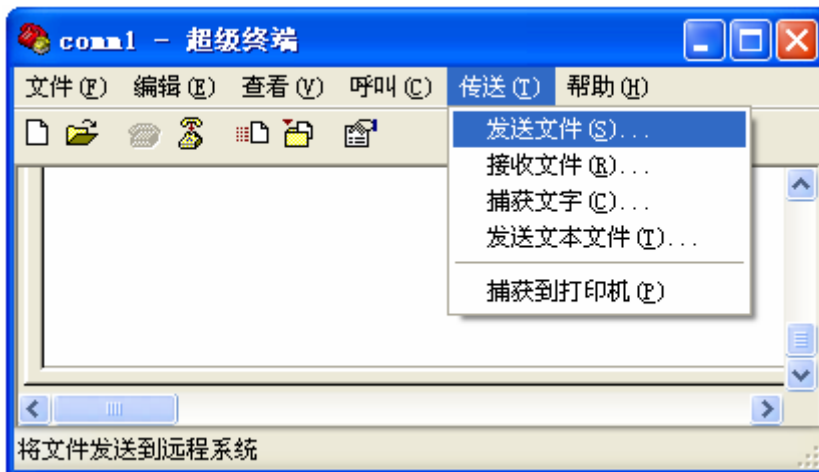 comm1 - 超级终端
文件(F) 编辑(E) 查看(V) 呼叫(C) 传送(T) 帮助(H)
发送文件(S)...
接收文件(R)...
捕获文字(C)...
发送文本文件(T)...
捕获到打印机(P)
将文件发送到远程系统